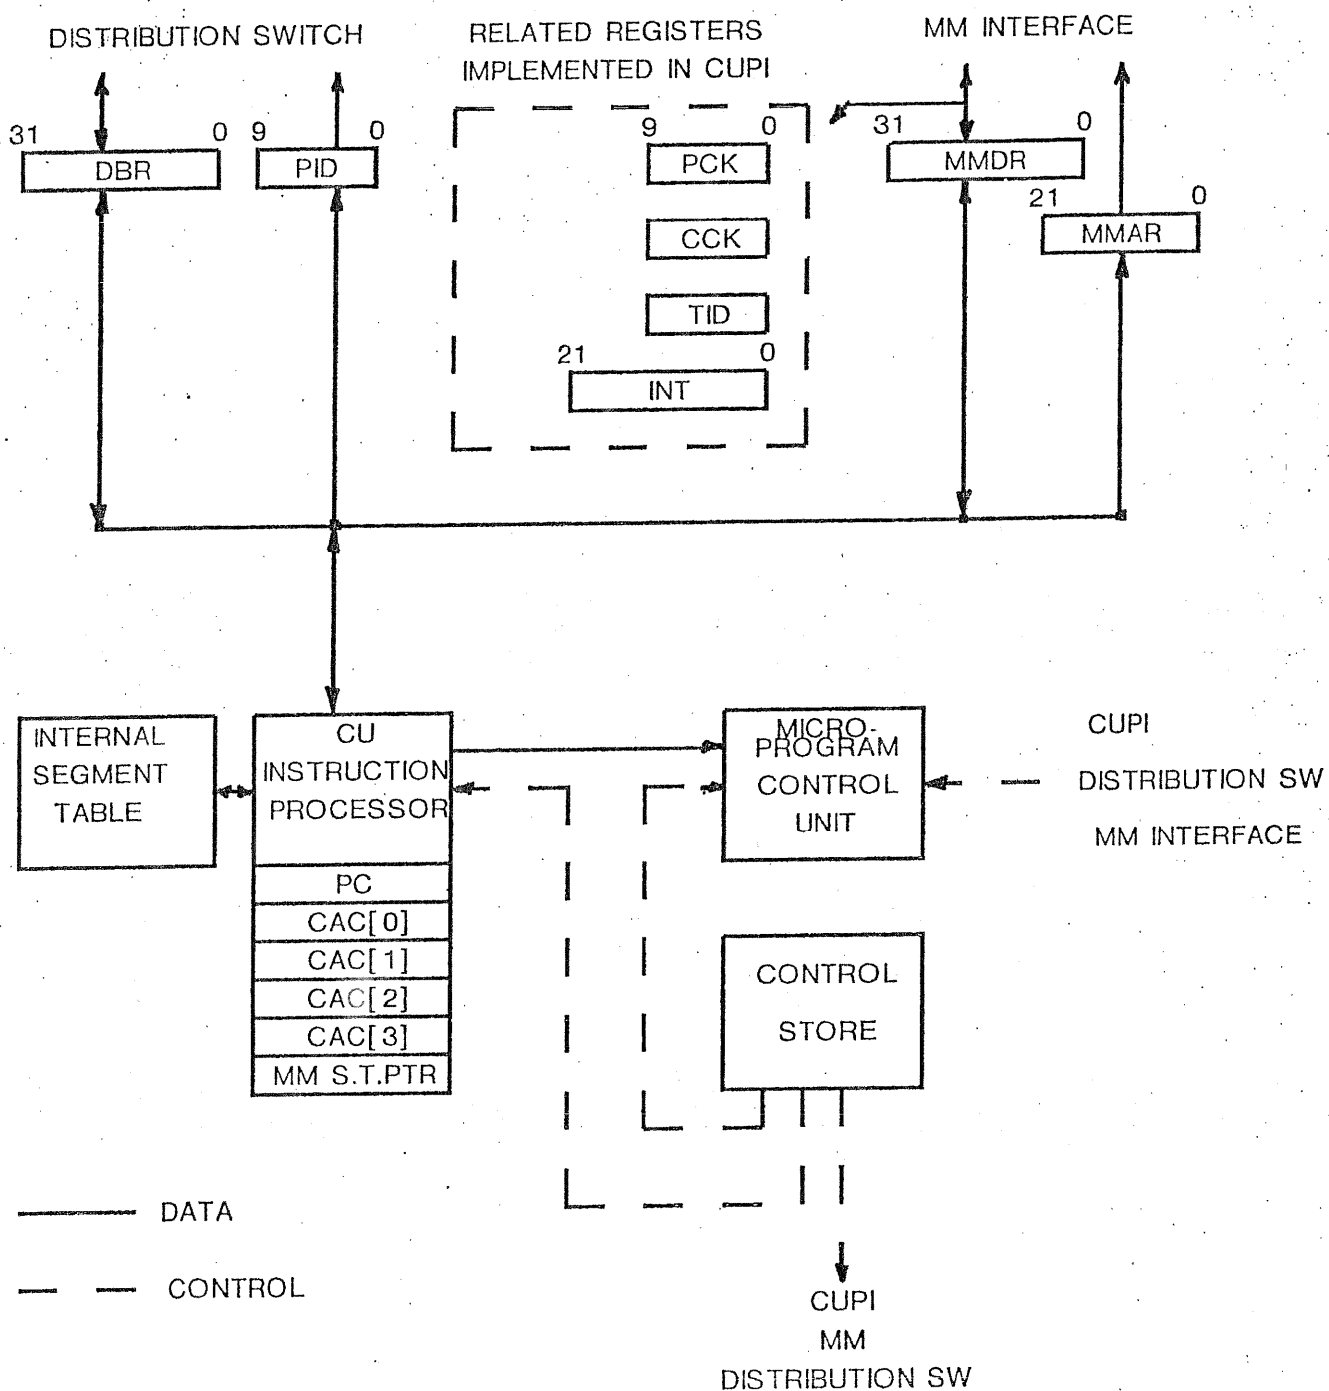 DISTRIBUTION SWITCH
RELATED REGISTERS
IMPLEMENTED IN CUPI
MM INTERFACE
31 0
DBR
9 0
PID
9 0
PCK
CCK
TID
21 0
INT
31 0
MMDR
21 0
MMAR
INTERNAL
SEGMENT
TABLE
CU
INSTRUCTION
PROCESSOR
PC
CAC[0]
CAC[1]
CAC[2]
CAC[3]
MM S.T.PTR
MICRO-
PROGRAM
CONTROL
UNIT
CUPI
DISTRIBUTION SW
MM INTERFACE
CONTROL
STORE
DATA
CONTROL
CUPI
MM
DISTRIBUTION SW